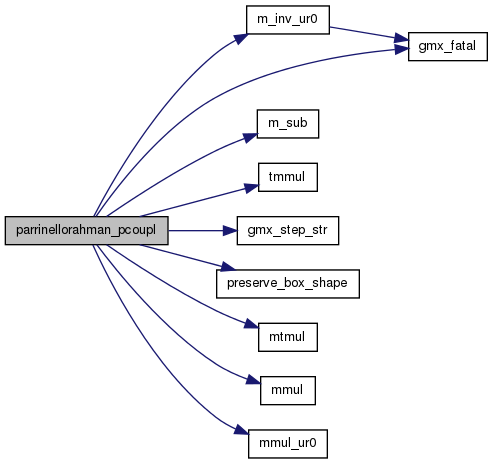 m_inv_ur0
gmx_fatal
m_sub
tmmul
parrinellorahman_pcoupl
gmx_step_str
preserve_box_shape
mtmul
mmul
mmul_ur0